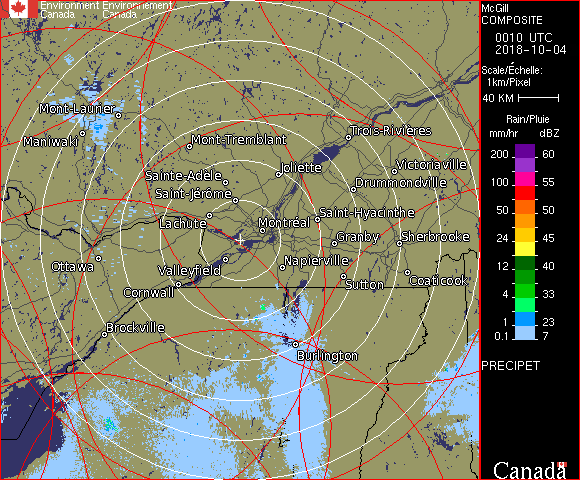 Environment Environnement
Canada Canada
McGill
COMPOSITE
0010 UTC
2018-10-04
Scale/Échelle:
1km/Pixel
40 KM
Rain/Pluie
mm/hr dBZ
200 60
150 55
100 55
50 50
24 45
12 40
4 33
1 23
0.1 7
PRECIPET
Canada
Mont-Laurier
Maniwaki
Mont-Tremblant
Trois-Rivières
Joliette
Victoriaville
Sainte-Adèle
Drummondville
Saint-Jérôme
Saint-Hyacinthe
Lachute
Montréal
Granby
Sherbrooke
Ottawa
Valleyfield
Napierville
Cornwall
Sutton
Coaticook
Brockville
Burlington